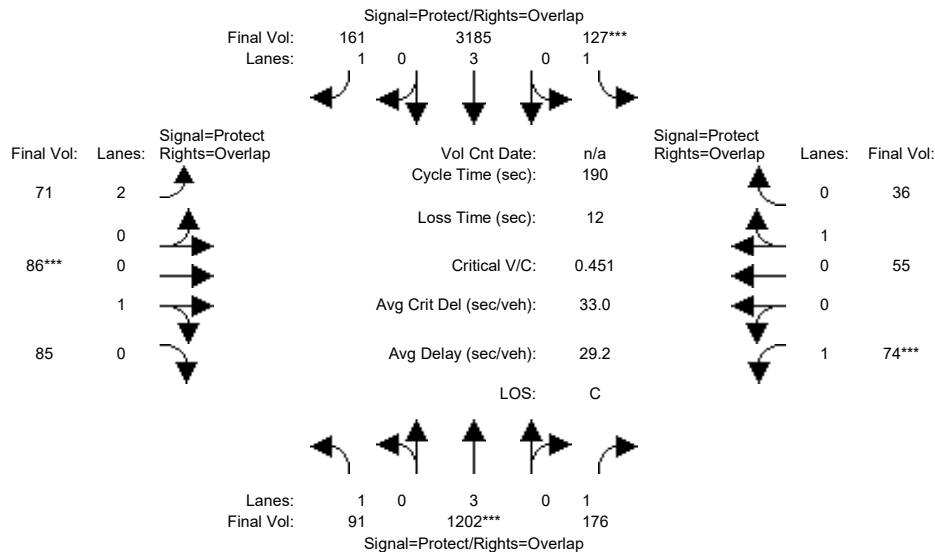 Signal=Protect/Rights=Overlap
Final Vol: 161 3185 127***
Lanes: 1 0 3 0 1
Signal=Protect
Final Vol: Lanes: Rights=Overlap
Vol Cnt Date: n/a
Signal=Protect
Rights=Overlap Lanes: Final Vol:
Cycle Time (sec): 190
71 2
0 36
Loss Time (sec): 12
0
1
86*** 0
Critical V/C: 0.451
0 55
1
Avg Crit Del (sec/veh): 33.0
0
85 0
Avg Delay (sec/veh): 29.2
1 74***
LOS: C
Lanes: 1 0 3 0 1
Final Vol: 91 1202*** 176
Signal=Protect/Rights=Overlap